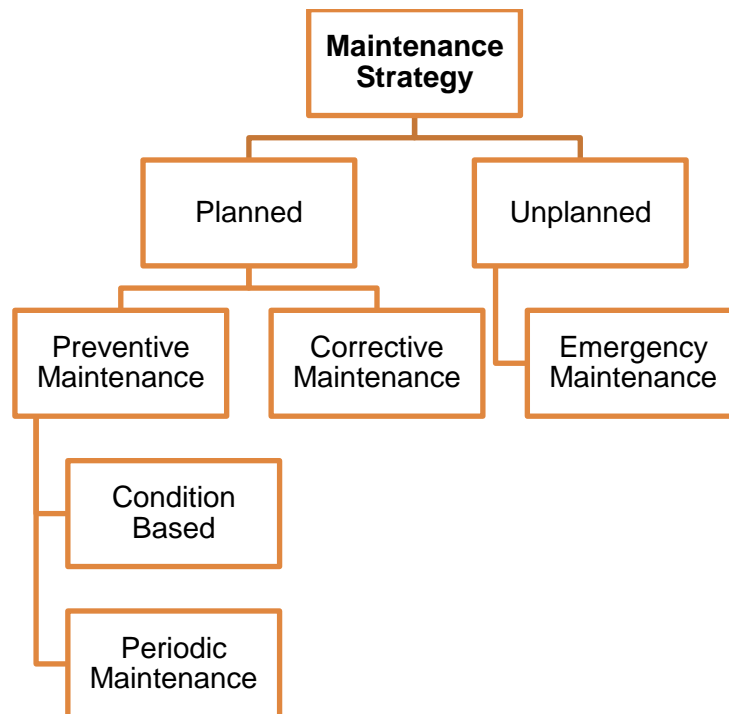 Maintenance
Strategy
Planned
Unplanned
Preventive
Maintenance
Corrective
Maintenance
Emergency
Maintenance
Condition
Based
Periodic
Maintenance